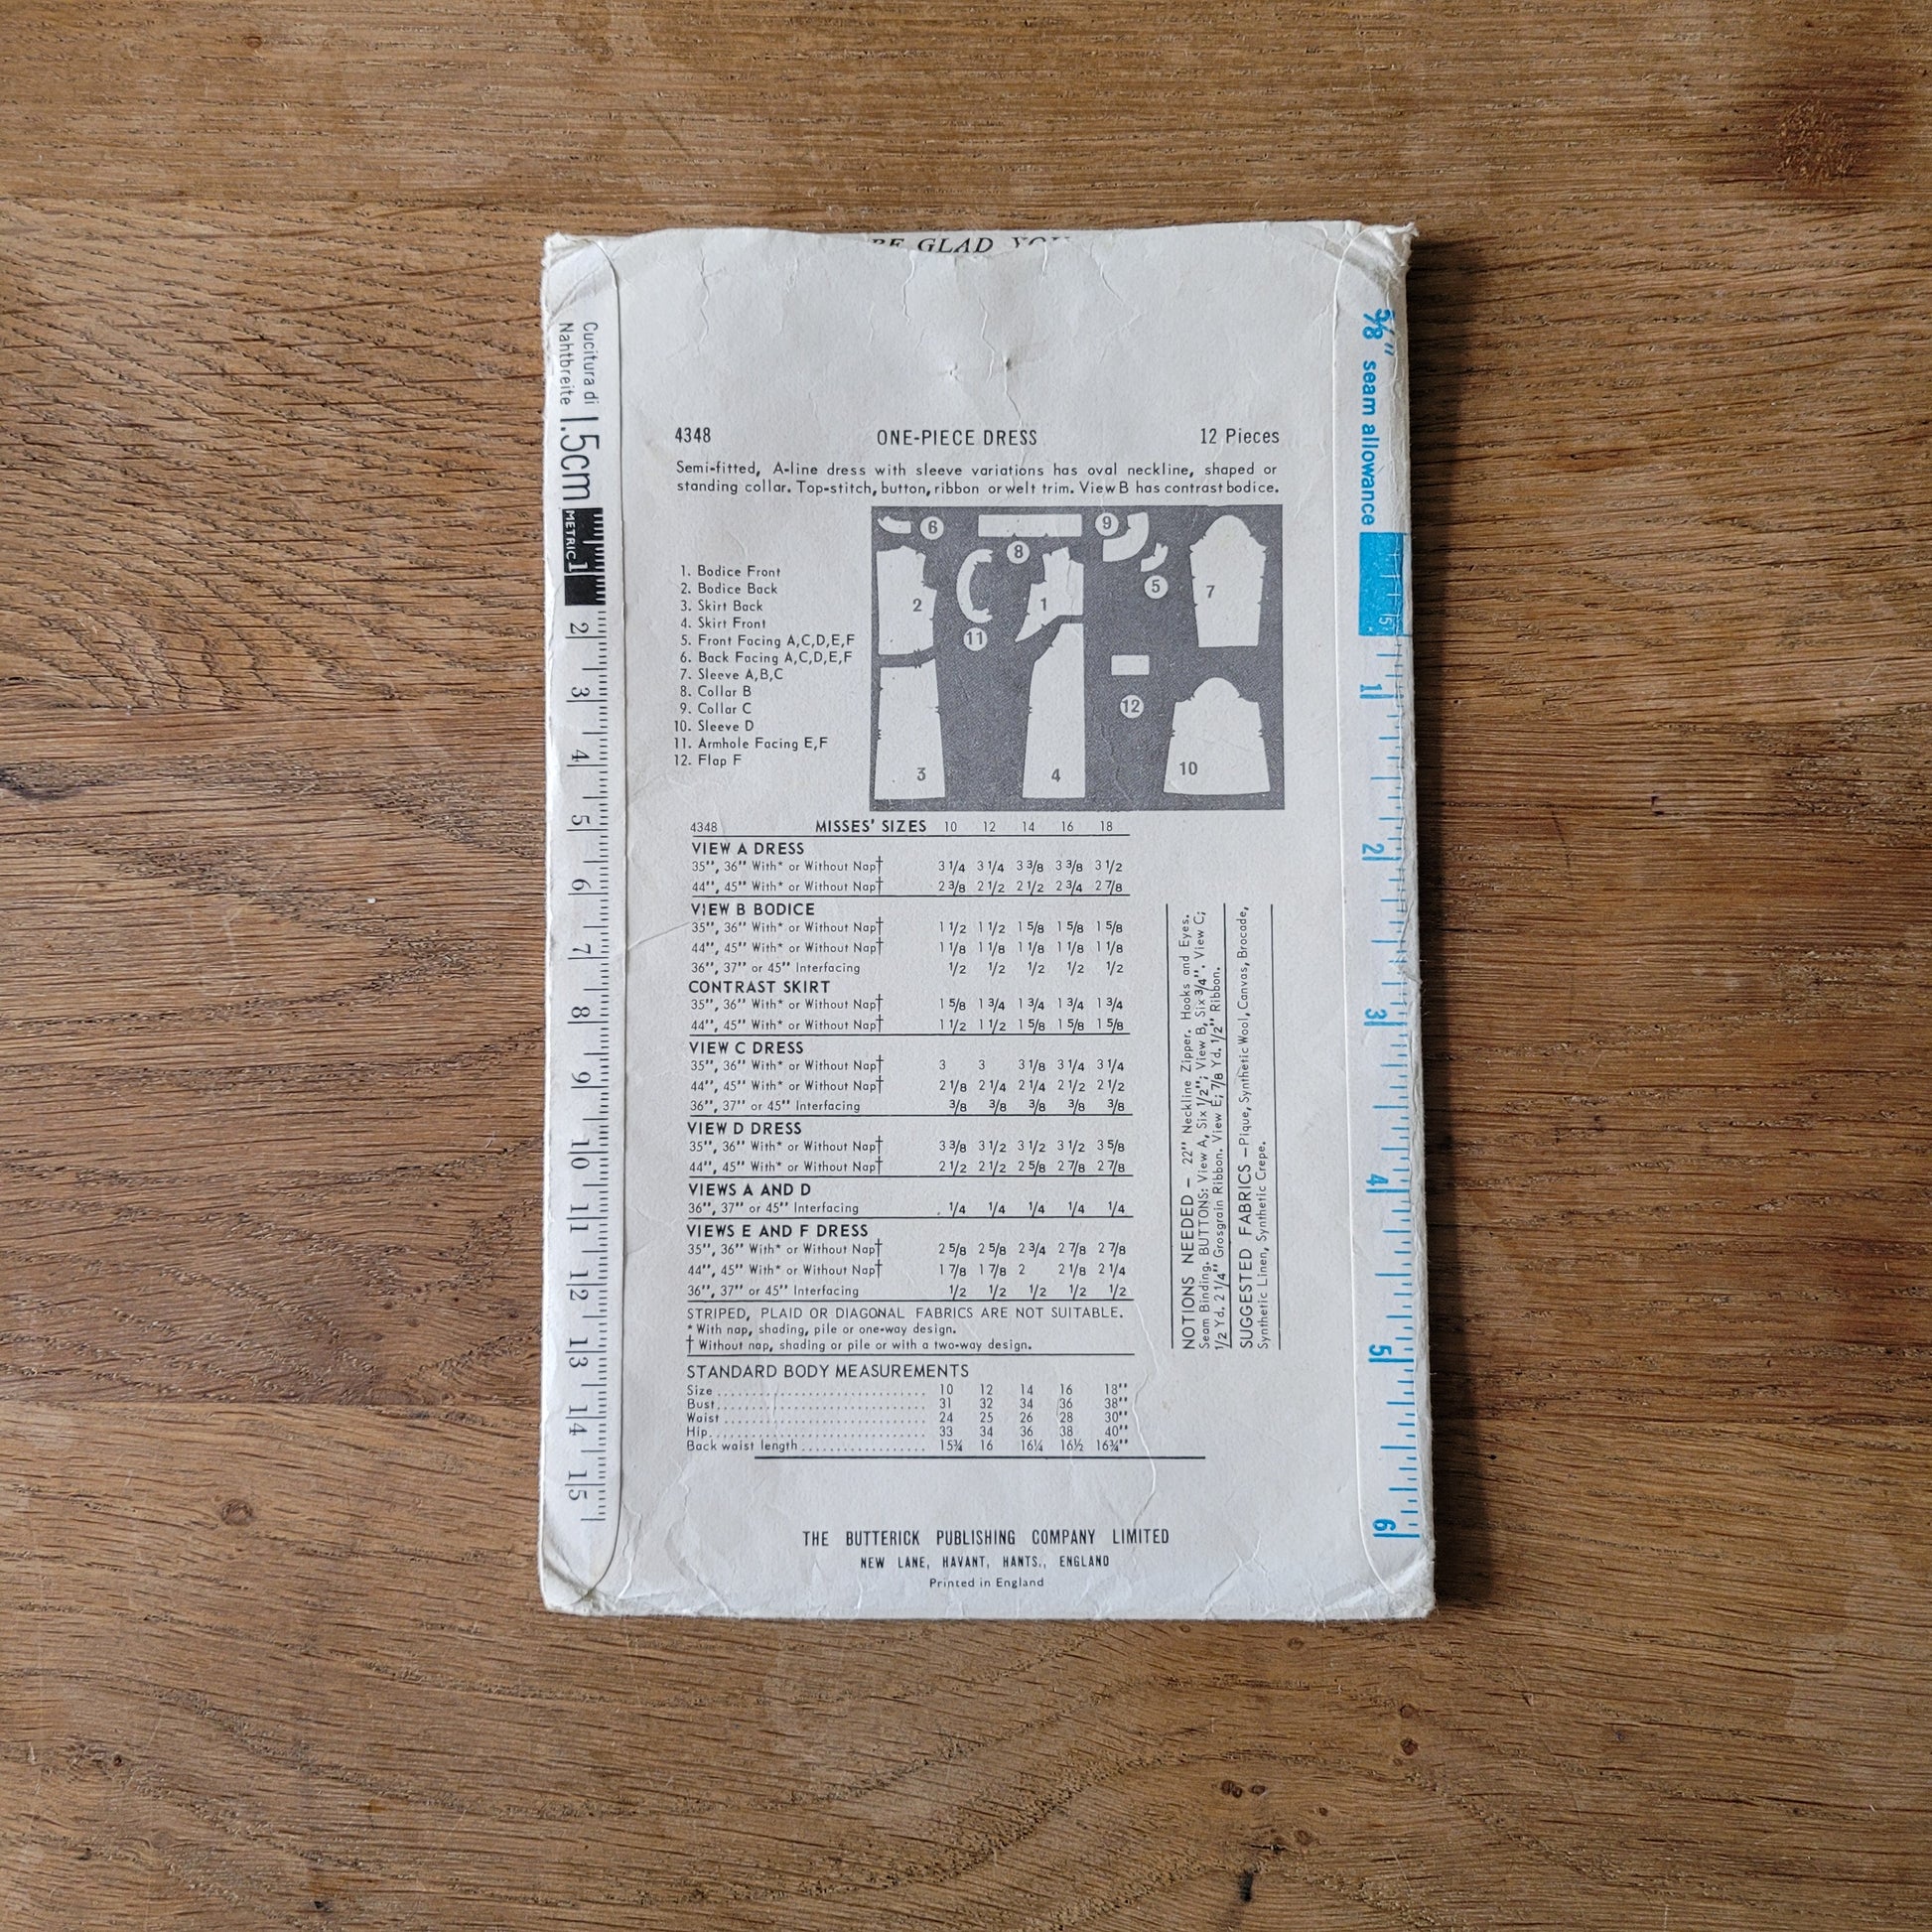 BE GLAD YOU
Cucitura di
Nahtbreite
1.5cm
METRIC
1 2 3 4 5 6 7 8 9 10 11 12 13 14 15
4348 ONE-PIECE DRESS 12 Pieces
Semi-fitted, A-line dress with sleeve variations has oval neckline, shaped or
standing collar. Top-stitch, button, ribbon or welt trim. View B has contrast bodice.
1. Bodice Front
2. Bodice Back
3. Skirt Back
4. Skirt Front
5. Front Facing A,C,D,E,F
6. Back Facing A,C,D,E,F
7. Sleeve A,B,C
8. Collar B
9. Collar C
10. Sleeve D
11. Armhole Facing E,F
12. Flap F
6 8 9 5 7
2 11 1 12
3 4 10
4348 MISSES' SIZES 10 12 14 16 18
VIEW A DRESS
35", 36" With* or Without Nap† 3 1/4 3 1/4 3 3/8 3 3/8 3 1/2
44", 45" With* or Without Nap† 2 3/8 2 1/2 2 1/2 2 3/4 2 7/8
VIEW B BODICE
35", 36" With* or Without Nap† 1 1/2 1 1/2 1 5/8 1 5/8 1 5/8
44", 45" With* or Without Nap† 1 1/8 1 1/8 1 1/8 1 1/8 1 1/8
36", 37" or 45" Interfacing 1/2 1/2 1/2 1/2 1/2
CONTRAST SKIRT
35", 36" With* or Without Nap† 1 5/8 1 3/4 1 3/4 1 3/4 1 3/4
44", 45" With* or Without Nap† 1 1/2 1 1/2 1 5/8 1 5/8 1 5/8
VIEW C DRESS
35", 36" With* or Without Nap† 3 3 3 1/8 3 1/4 3 1/4
44", 45" With* or Without Nap† 2 1/8 2 1/4 2 1/4 2 1/2 2 1/2
36", 37" or 45" Interfacing 3/8 3/8 3/8 3/8 3/8
VIEW D DRESS
35", 36" With* or Without Nap† 3 3/8 3 1/2 3 1/2 3 1/2 3 5/8
44", 45" With* or Without Nap† 2 1/2 2 1/2 2 5/8 2 7/8 2 7/8
VIEWS A AND D
36", 37" or 45" Interfacing 1/4 1/4 1/4 1/4 1/4
VIEWS E AND F DRESS
35", 36" With* or Without Nap† 2 5/8 2 5/8 2 3/4 2 7/8 2 7/8
44", 45" With* or Without Nap† 1 7/8 1 7/8 2 2 1/8 2 1/4
36", 37" or 45" Interfacing 1/2 1/2 1/2 1/2 1/2
STRIPED, PLAID OR DIAGONAL FABRICS ARE NOT SUITABLE.
* With nap, shading, pile or one-way design.
† Without nap, shading or pile or with a two-way design.
STANDARD BODY MEASUREMENTS
Size 10 12 14 16 18"
Bust 31 32 34 36 38"
Waist 24 25 26 28 30"
Hip 33 34 36 38 40"
Back waist length 15¾ 16 16¼ 16½ 16¾"
NOTIONS NEEDED – 22" Neckline Zipper. Hooks and Eyes.
Seam Binding. BUTTONS: View A, Six 1/2"; View B, Six 3/4". View C;
1/2 Yd. 2 1/4" Grosgrain Ribbon. View E; 7/8 Yd. 1/2" Ribbon.
SUGGESTED FABRICS – Pique, Synthetic Wool, Canvas, Brocade,
Synthetic Linen, Synthetic Crepe.
THE BUTTERICK PUBLISHING COMPANY LIMITED
NEW LANE, HAVANT, HANTS., ENGLAND
Printed in England
5/8" seam allowance
1 2 3 4 5 6